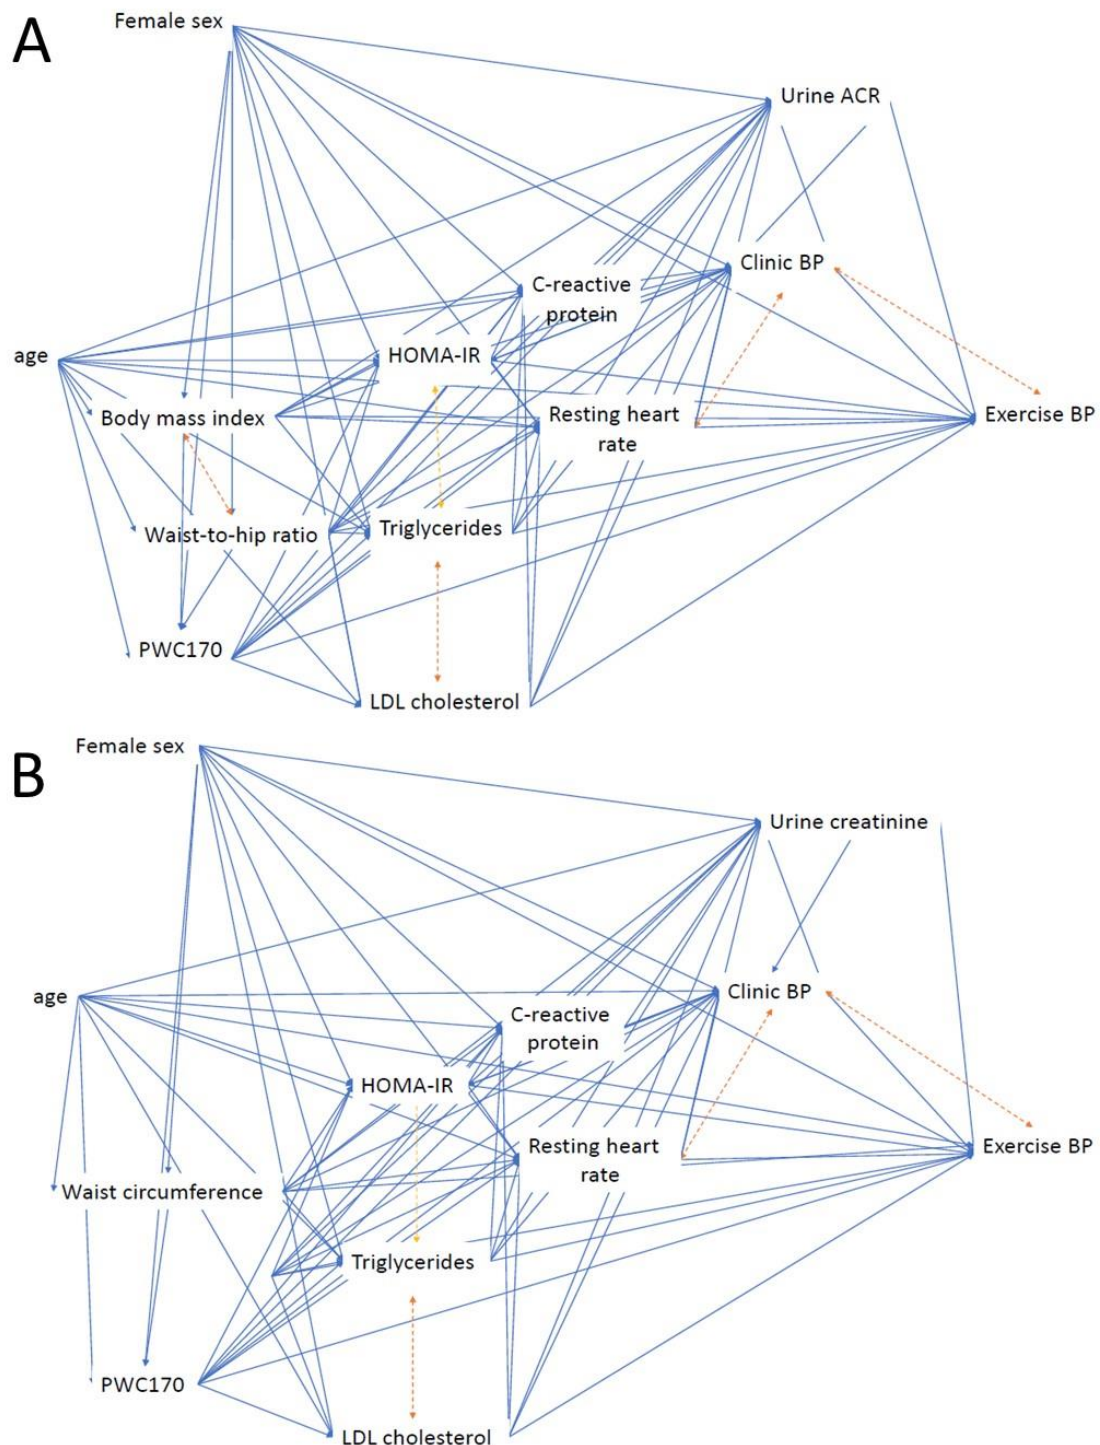 A
Female sex
Urine ACR
Clinic BP
C-reactive
protein
age
HOMA-IR
Body mass index
Resting heart
rate
Exercise BP
Waist-to-hip ratio
Triglycerides
PWC170
LDL cholesterol
B
Female sex
Urine creatinine
age
Clinic BP
C-reactive
protein
HOMA-IR
Resting heart
rate
Exercise BP
Waist circumference
Triglycerides
PWC170
LDL cholesterol